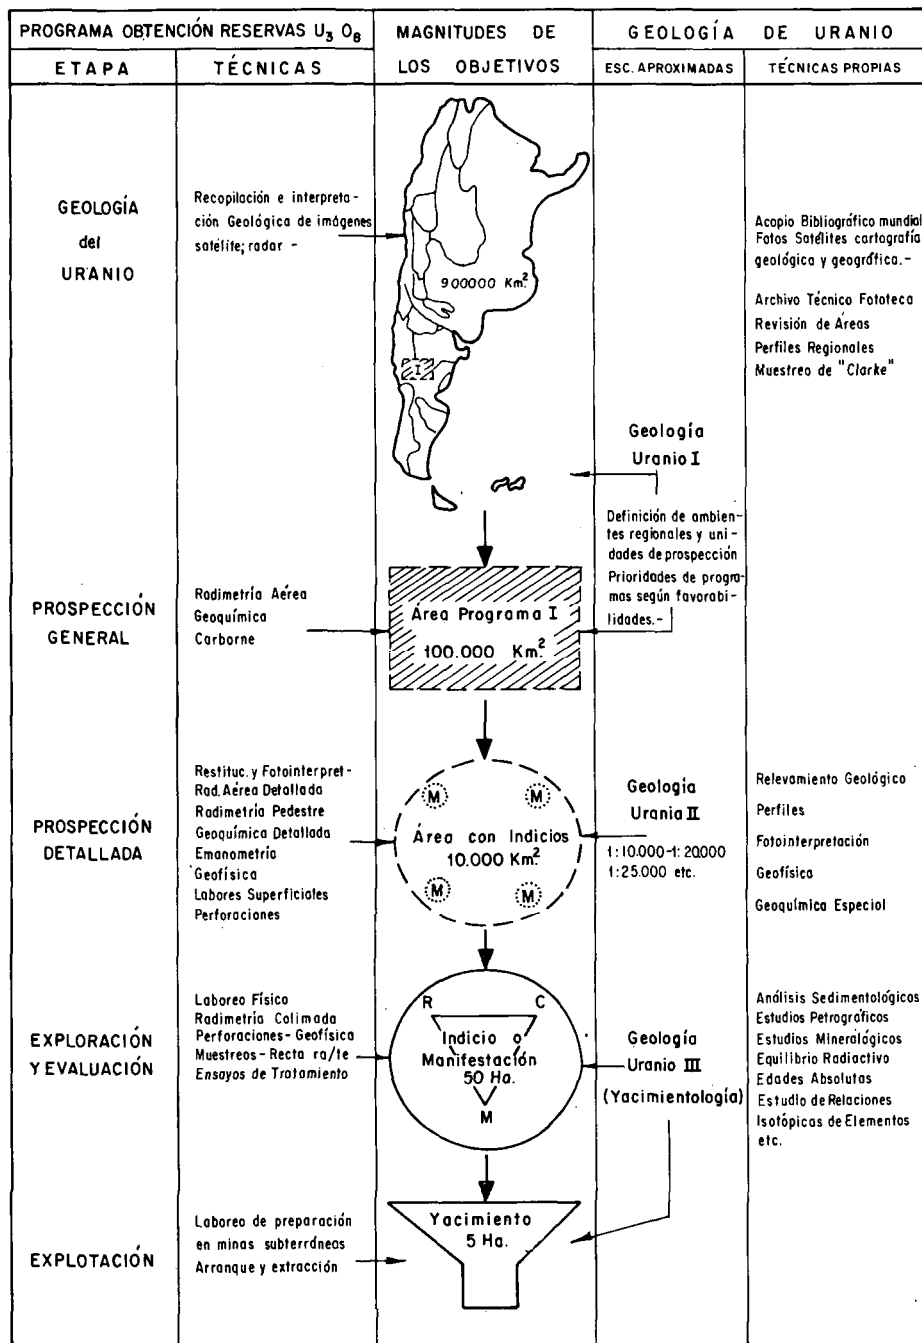 PROGRAMA OBTENCIÓN RESERVAS U3 O8
MAGNITUDES DE
LOS OBJETIVOS
GEOLOGÍA DE URANIO
ETAPA
TÉCNICAS
ESC. APROXIMADAS
TÉCNICAS PROPIAS
GEOLOGÍA
del
URANIO
Recopilación e interpreta-
ción Geológica de imágenes
satélite; radar -
900000 Km².
I
Acopio Bibliográfico mundial
Fotos Satélites cartografía
geológica y geográfica.-
Archivo Técnico Fototeca
Revisión de Áreas
Perfiles Regionales
Muestreo de "Clarke"
Geología
Uranio I
Definición de ambien-
tes regionales y uni-
dades de prospección
Prioridades de progra-
mas según favorabi-
lidades.-
PROSPECCIÓN
GENERAL
Radimetría Aérea
Geoquímica
Carborne
Área Programa I
100.000 Km².
PROSPECCIÓN
DETALLADA
Restituc. y Fotointerpret-
Rad. Aérea Detallada
Radimetría Pedestre
Geoquímica Detallada
Emanometría
Geofísica
Labores Superficiales
Perforaciones
M
M
Área con Indicios
10.000 Km².
M
M
Geología
Urania II
1:10.000-1:20.000
1:25.000 etc.
Relevamiento Geológico
Perfiles
Fotointerpretación
Geofísica
Geoquímica Especiol
EXPLORACIÓN
Y EVALUACIÓN
Laboreo Físico
Radimetría Colimada
Perforaciones-Geofísica
Muestreos-Recta ra/te
Ensayos de Tratamiento
R
C
Indicio o
Manifestación
50 Ha.
M
Geología
Uranio III
(Yacimientología)
Análisis Sedimentológicos
Estudios Petrográficos
Estudios Mineralógicos
Equilibrio Radiactivo
Edades Absolutas
Estudio de Relaciones
Isotópicas de Elementos
etc.
EXPLOTACIÓN
Laboreo de preparación
en minas subterráneas
Arranque y extracción
Yacimiento
5 Ha.